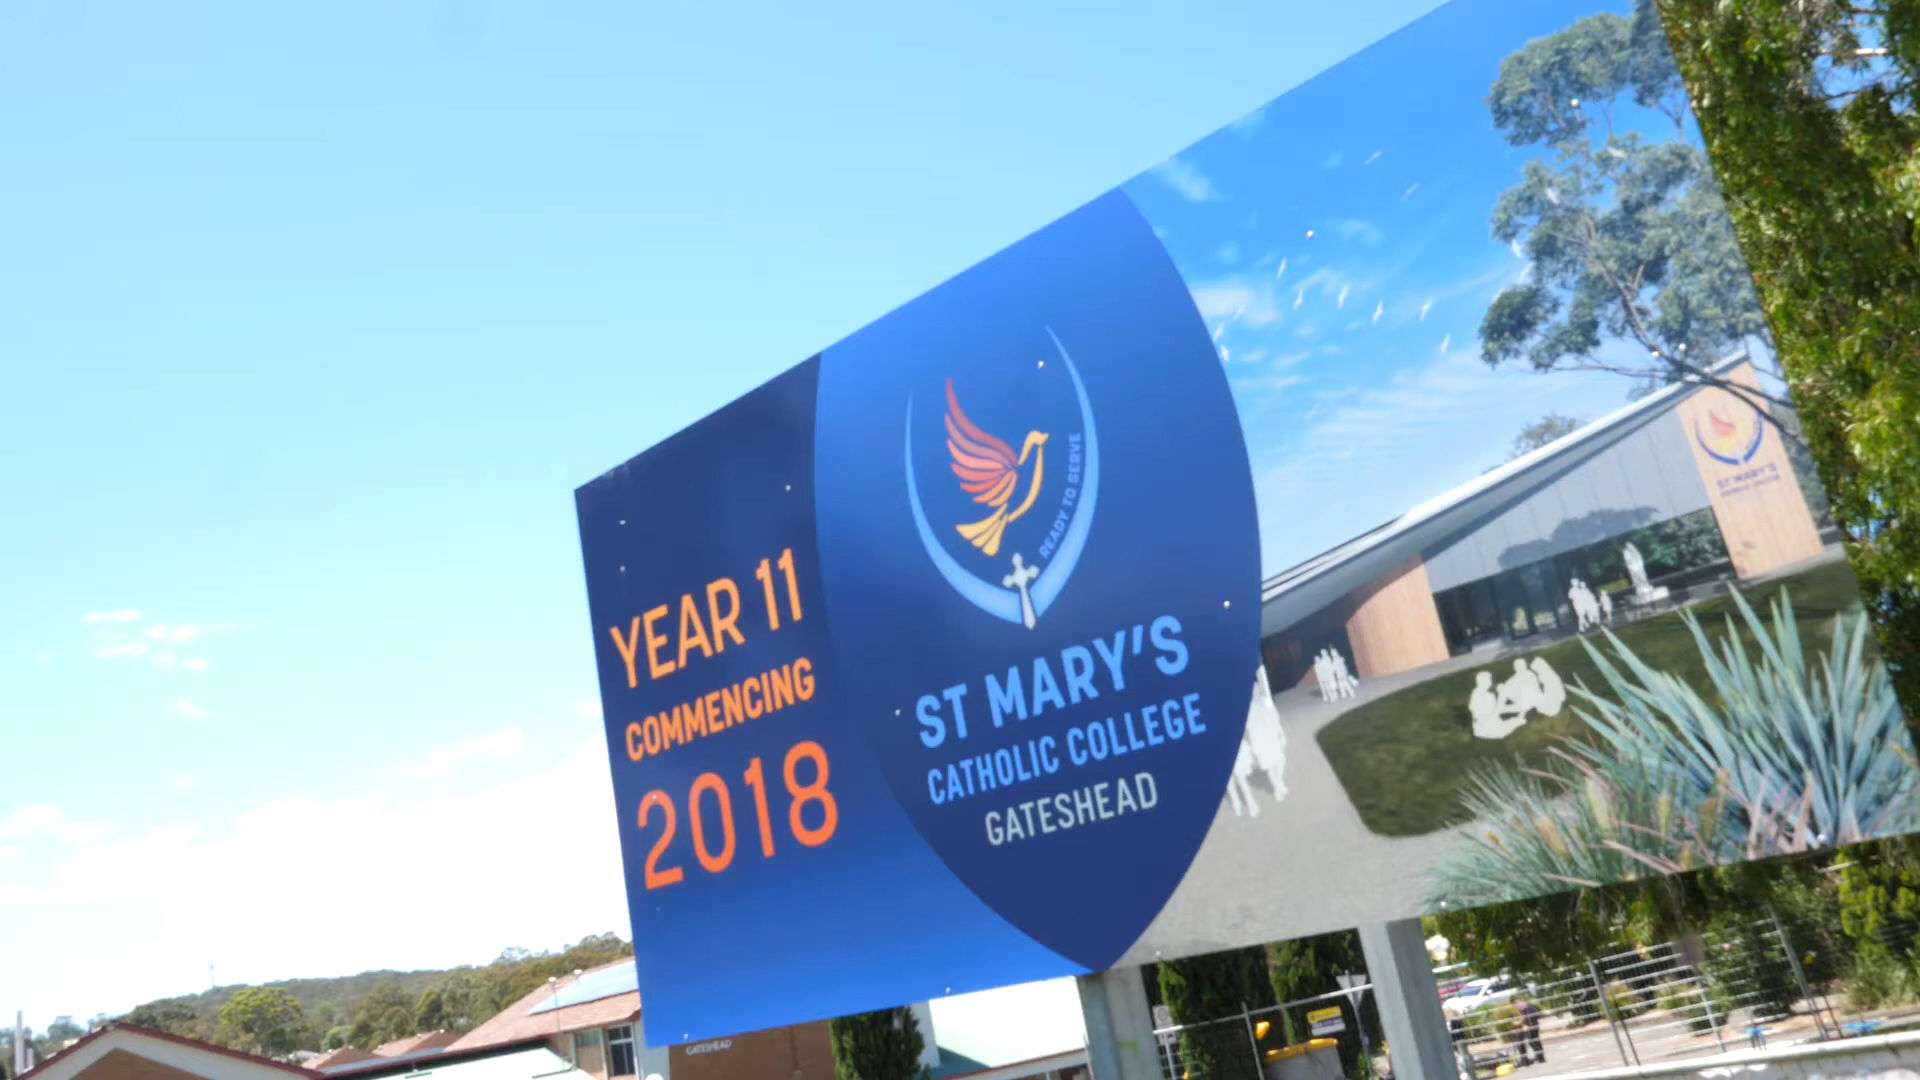 YEAR 11
COMMENCING
2018
READY TO SERVE
ST MARY'S
CATHOLIC COLLEGE
GATESHEAD
ST MARY'S
GATESHEAD